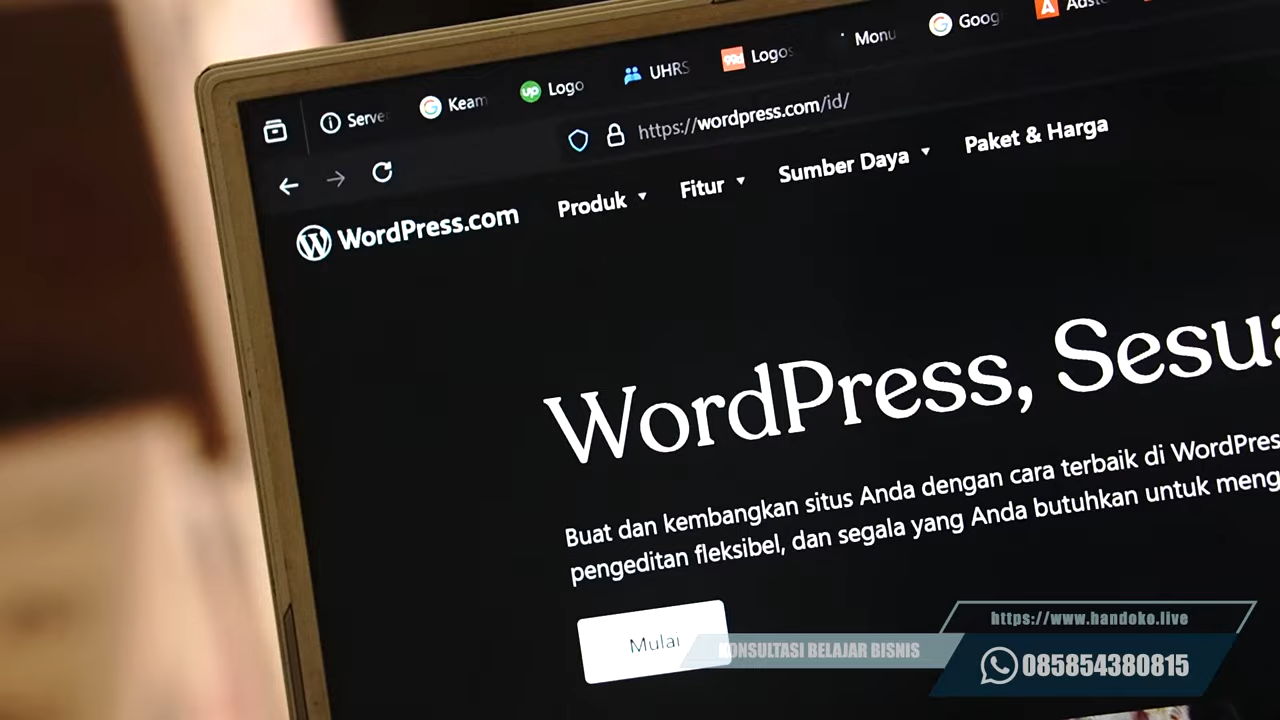 Serve
Keam
Logo
UHRS
99d
Logos
Monu
Goog
https://wordpress.com/id/
WordPress.com
Produk
Fitur
Sumber Daya
Paket & Harga
WordPress, Sesua
Buat dan kembangkan situs Anda dengan cara terbaik di WordPres
pengeditan fleksibel, dan segala yang Anda butuhkan untuk meng
Mulai
https://www.handoko.live
KONSULTASI BELAJAR BISNIS
085854380815